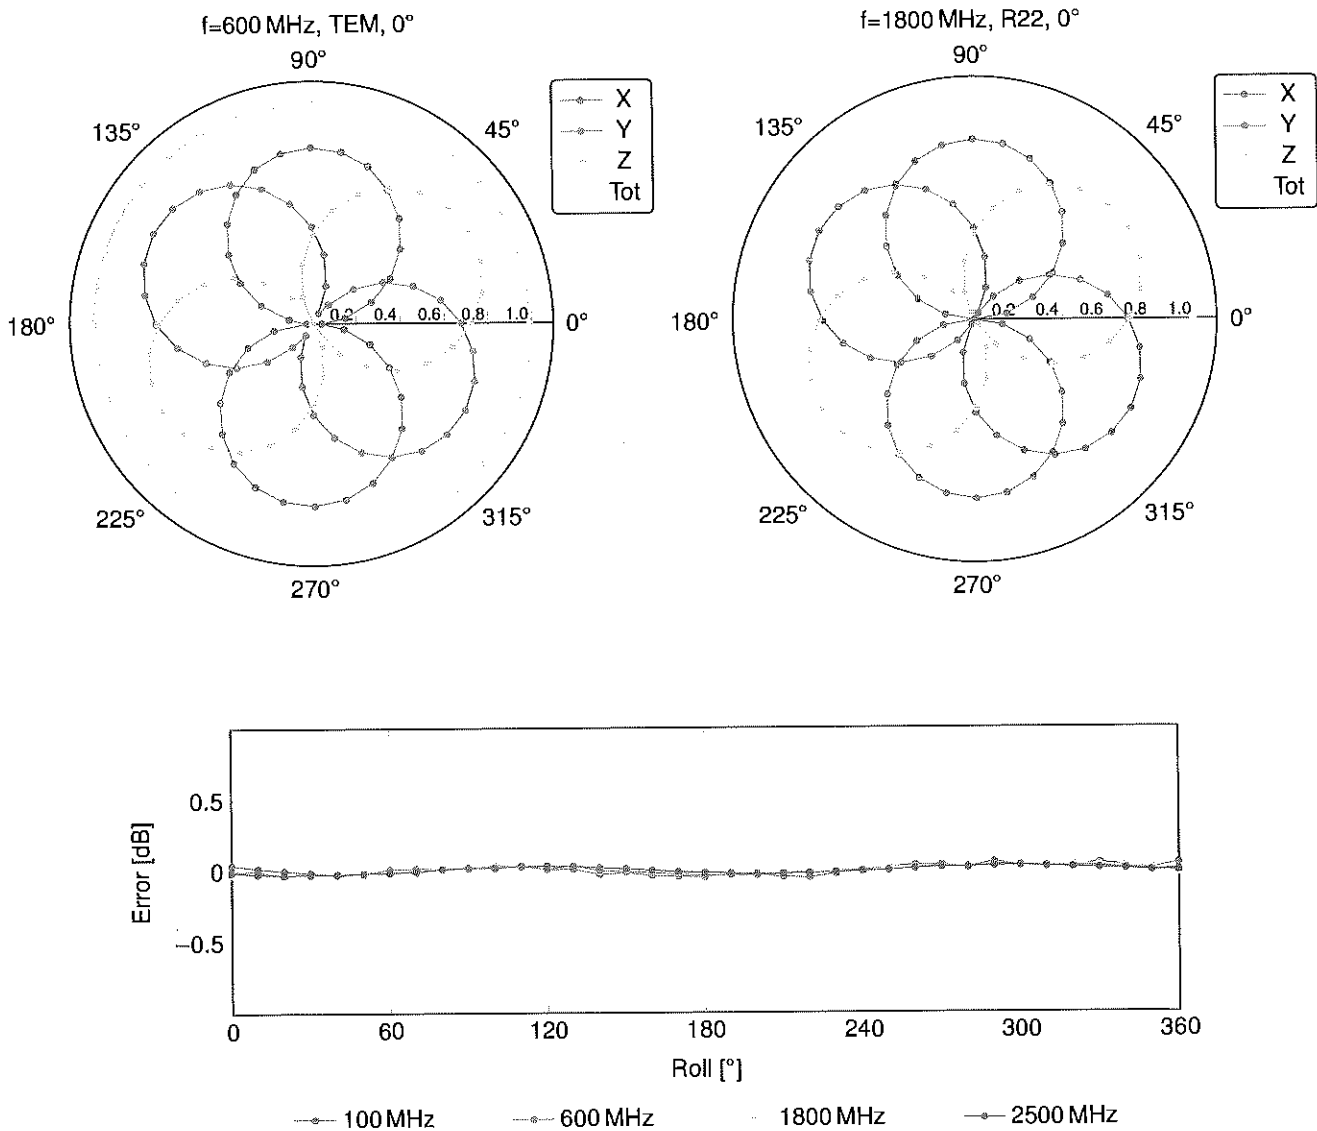 f=600 MHz, TEM, 0°
90°
135°
45°
180°
0°
225°
315°
270°
0.2 0.4 0.6 0.8 1.0
X
Y
Z
Tot
f=1800 MHz, R22, 0°
90°
135°
45°
180°
0°
225°
315°
270°
0.2 0.4 0.6 0.8 1.0
X
Y
Z
Tot
Error [dB]
0.5
0
−0.5
0 60 120 180 240 300 360
Roll [°]
100 MHz 600 MHz 1800 MHz 2500 MHz